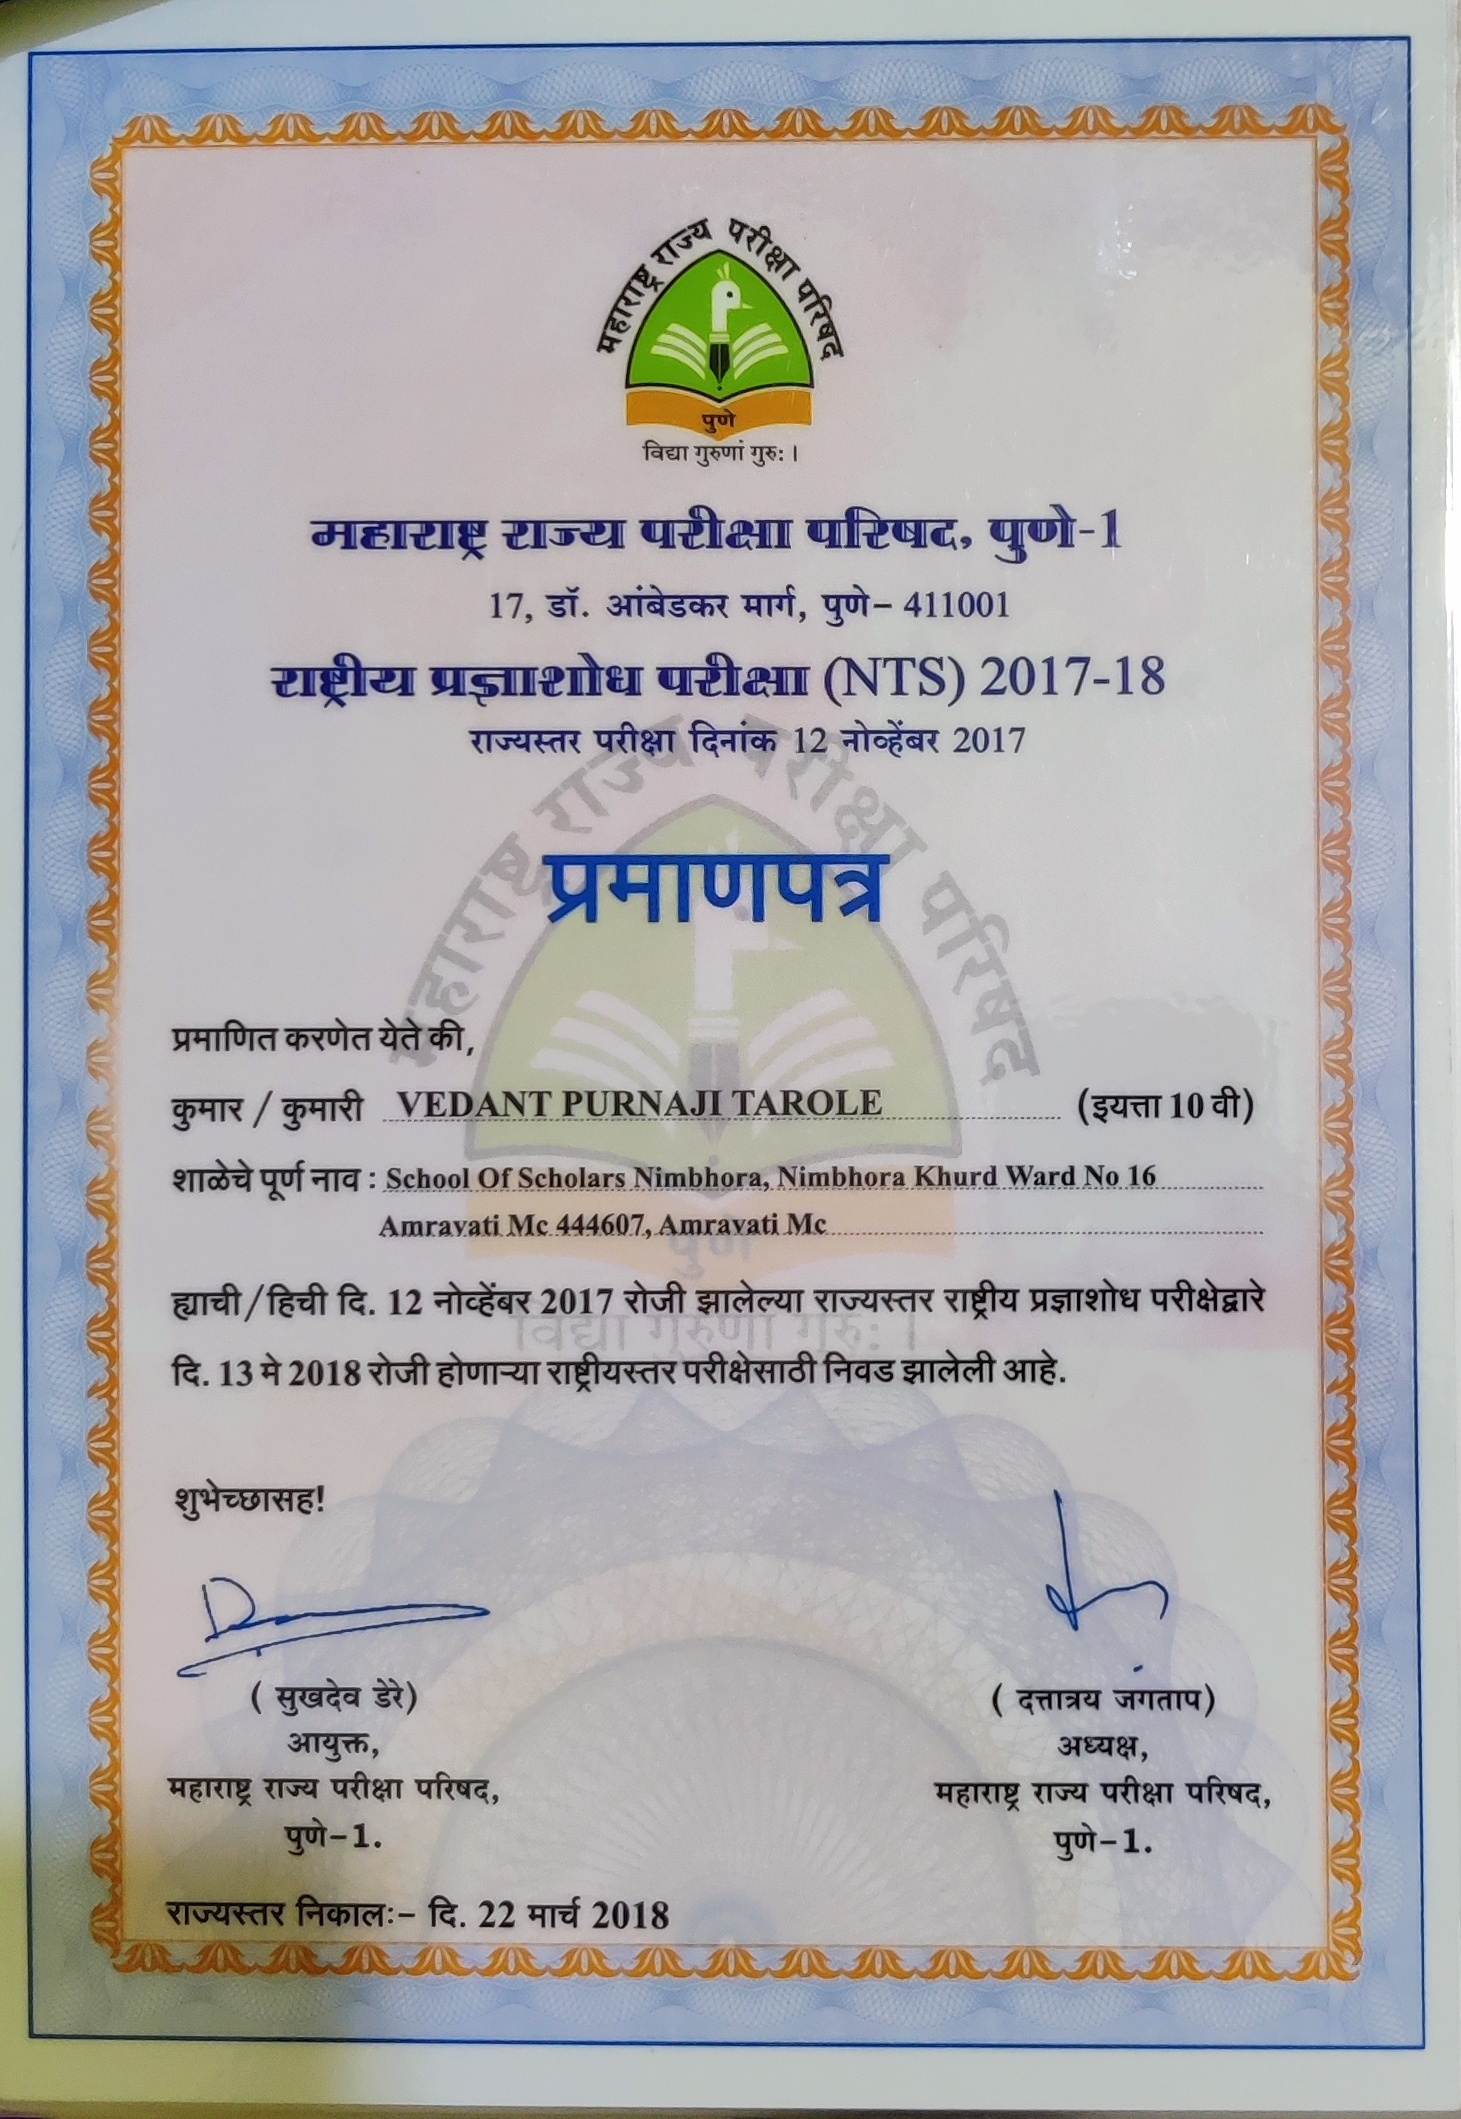 महाराष्ट्र राज्य परीक्षा परिषद
पुणे
विद्या गुरुणां गुरुः ।
महाराष्ट्र राज्य परीक्षा परिषद, पुणे-1
17, डॉ. आंबेडकर मार्ग, पुणे- 411001
राष्ट्रीय प्रज्ञाशोध परीक्षा (NTS) 2017-18
राज्यस्तर परीक्षा दिनांक 12 नोव्हेंबर 2017
महाराष्ट्र राज्य परीक्षा परिषद
प्रमाणपत्र
प्रमाणित करणेत येते की,
कुमार / कुमारी VEDANT PURNAJI TAROLE (इयत्ता 10 वी)
शाळेचे पूर्ण नाव : School Of Scholars Nimbhora, Nimbhora Khurd Ward No 16
Amravati Mc 444607, Amravati Mc
पुणे
ह्याची/हिची दि. 12 नोव्हेंबर 2017 रोजी झालेल्या राज्यस्तर राष्ट्रीय प्रज्ञाशोध परीक्षेद्वारे
विद्या गुरुणां गुरुः ।
दि. 13 मे 2018 रोजी होणाऱ्या राष्ट्रीयस्तर परीक्षेसाठी निवड झालेली आहे.
शुभेच्छासह!
( सुखदेव डेरे)
आयुक्त,
महाराष्ट्र राज्य परीक्षा परिषद,
पुणे-1.
( दत्तात्रय जगताप)
अध्यक्ष,
महाराष्ट्र राज्य परीक्षा परिषद,
पुणे-1.
राज्यस्तर निकालः- दि. 22 मार्च 2018